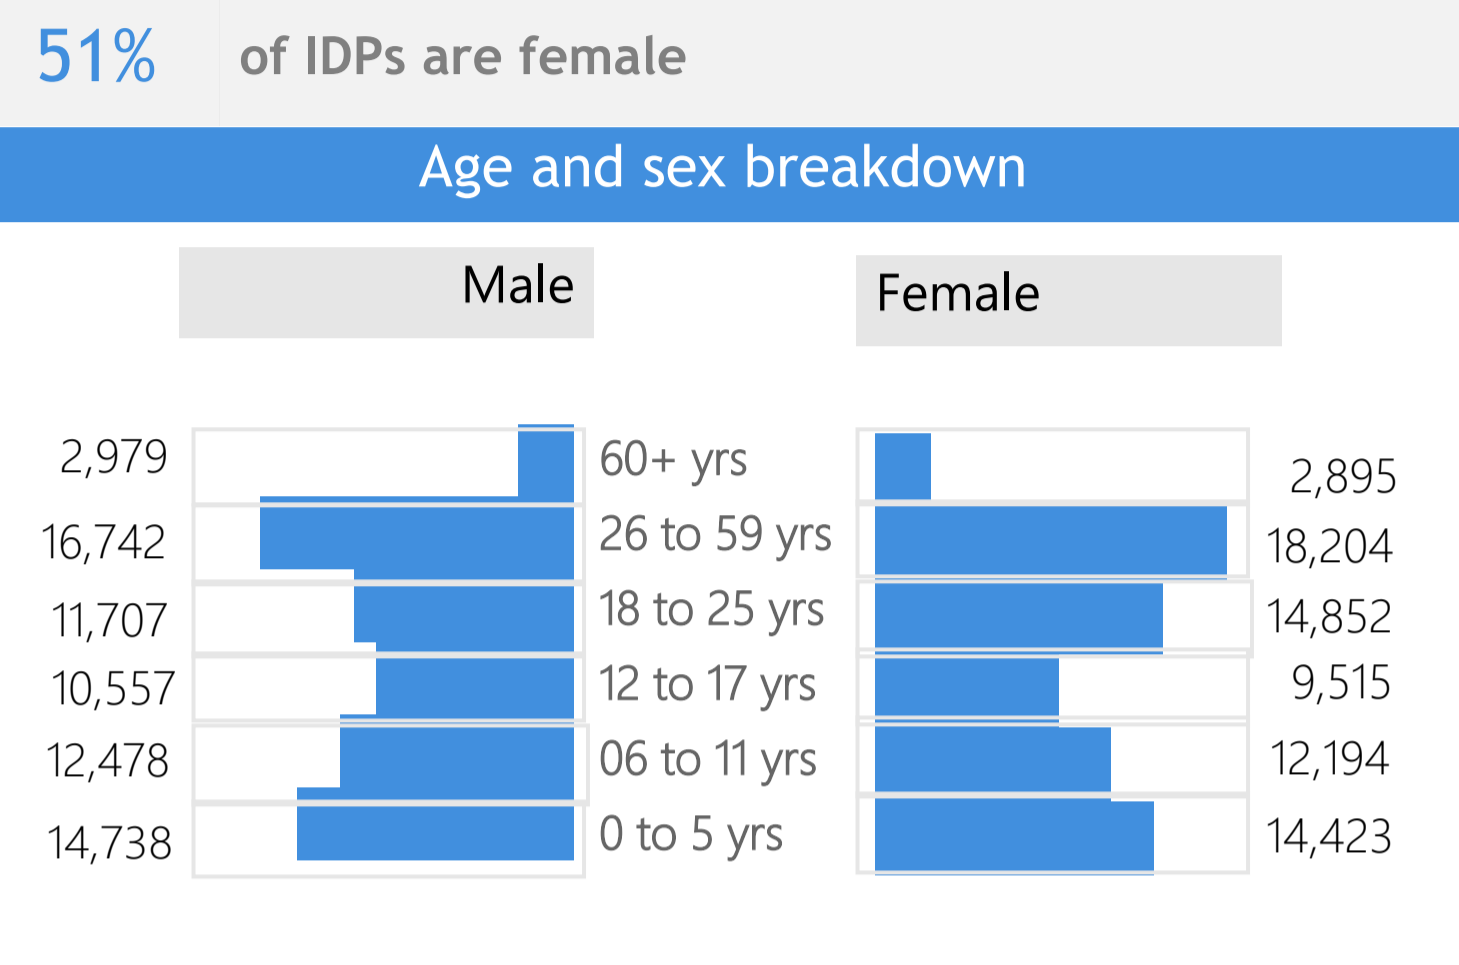 51% of IDPs are female
Age and sex breakdown
Male Female
2,979 60+ yrs 2,895
16,742 26 to 59 yrs 18,204
11,707 18 to 25 yrs 14,852
10,557 12 to 17 yrs 9,515
12,478 06 to 11 yrs 12,194
14,738 0 to 5 yrs 14,423